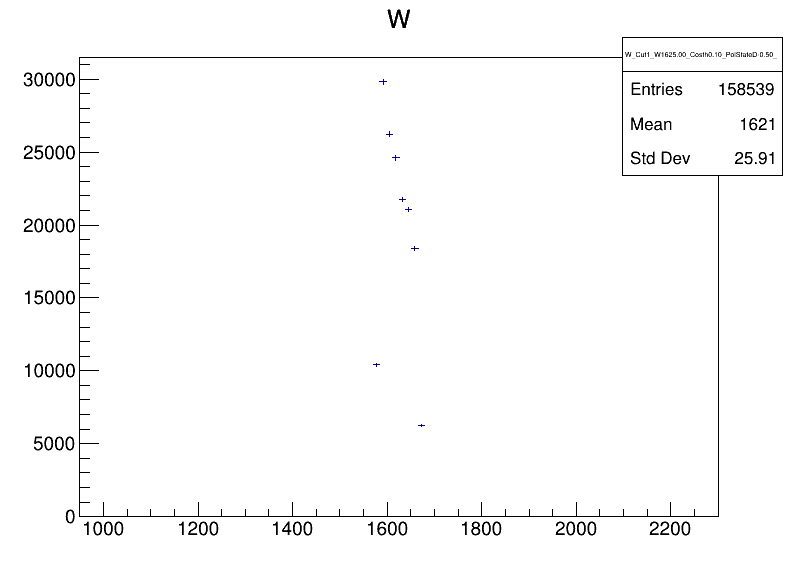 W
W_Cut1_W1625.00_Costh0.10_PolStateD-0.50_
Entries 158539
Mean 1621
Std Dev 25.91
30000
25000
20000
15000
10000
5000
0
1000 1200 1400 1600 1800 2000 2200